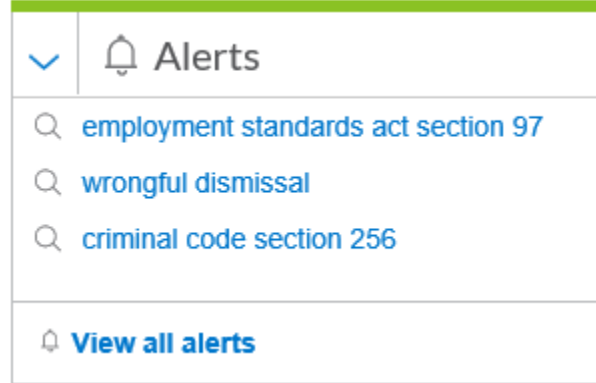 Alerts
employment standards act section 97
wrongful dismissal
criminal code section 256
View all alerts